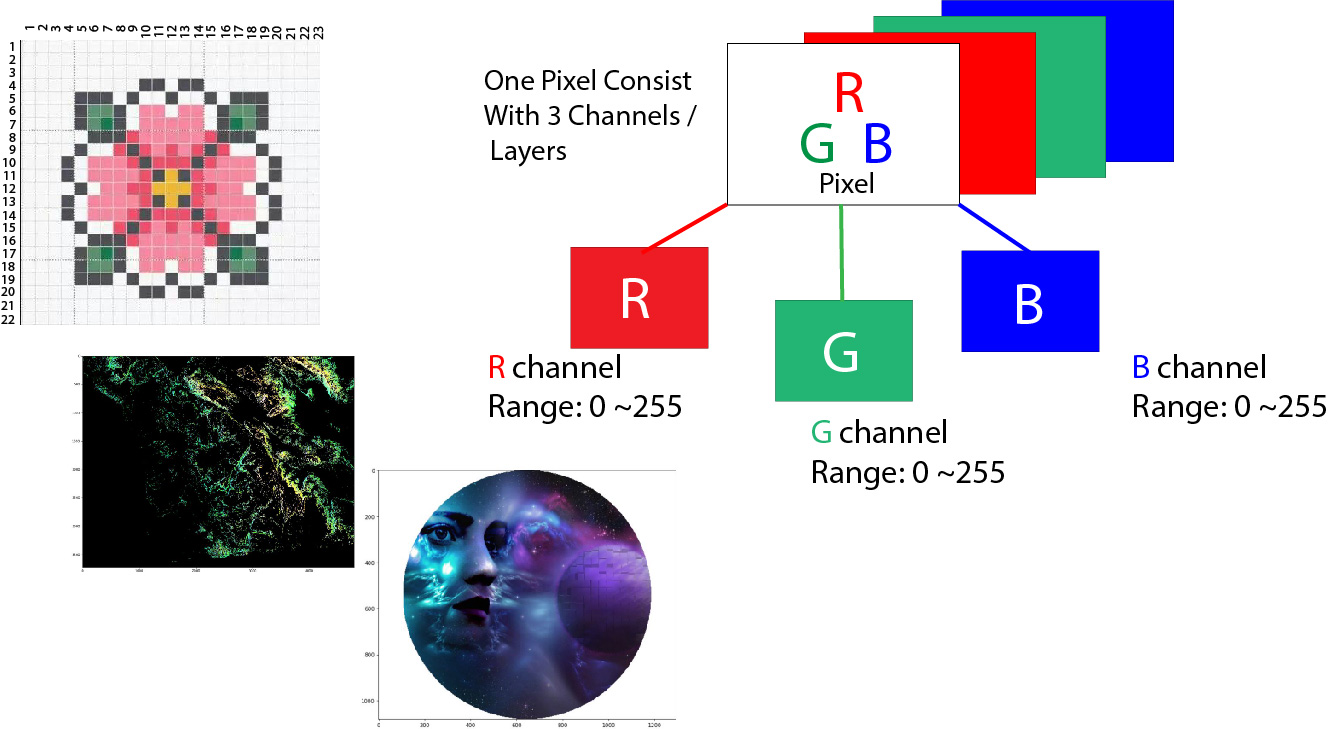 1 2 3 4 5 6 7 8 9 10 11 12 13 14 15 16 17 18 19 20 21 22 23
1
2
3
4
5
6
7
8
9
10
11
12
13
14
15
16
17
18
19
20
21
22
One Pixel Consist
With 3 Channels /
Layers
R
G B
Pixel
R
G
B
R channel
Range: 0 ~255
G channel
Range: 0 ~255
B channel
Range: 0 ~255
0
200
400
600
800
1000
0 200 400 600 800 1000 1200